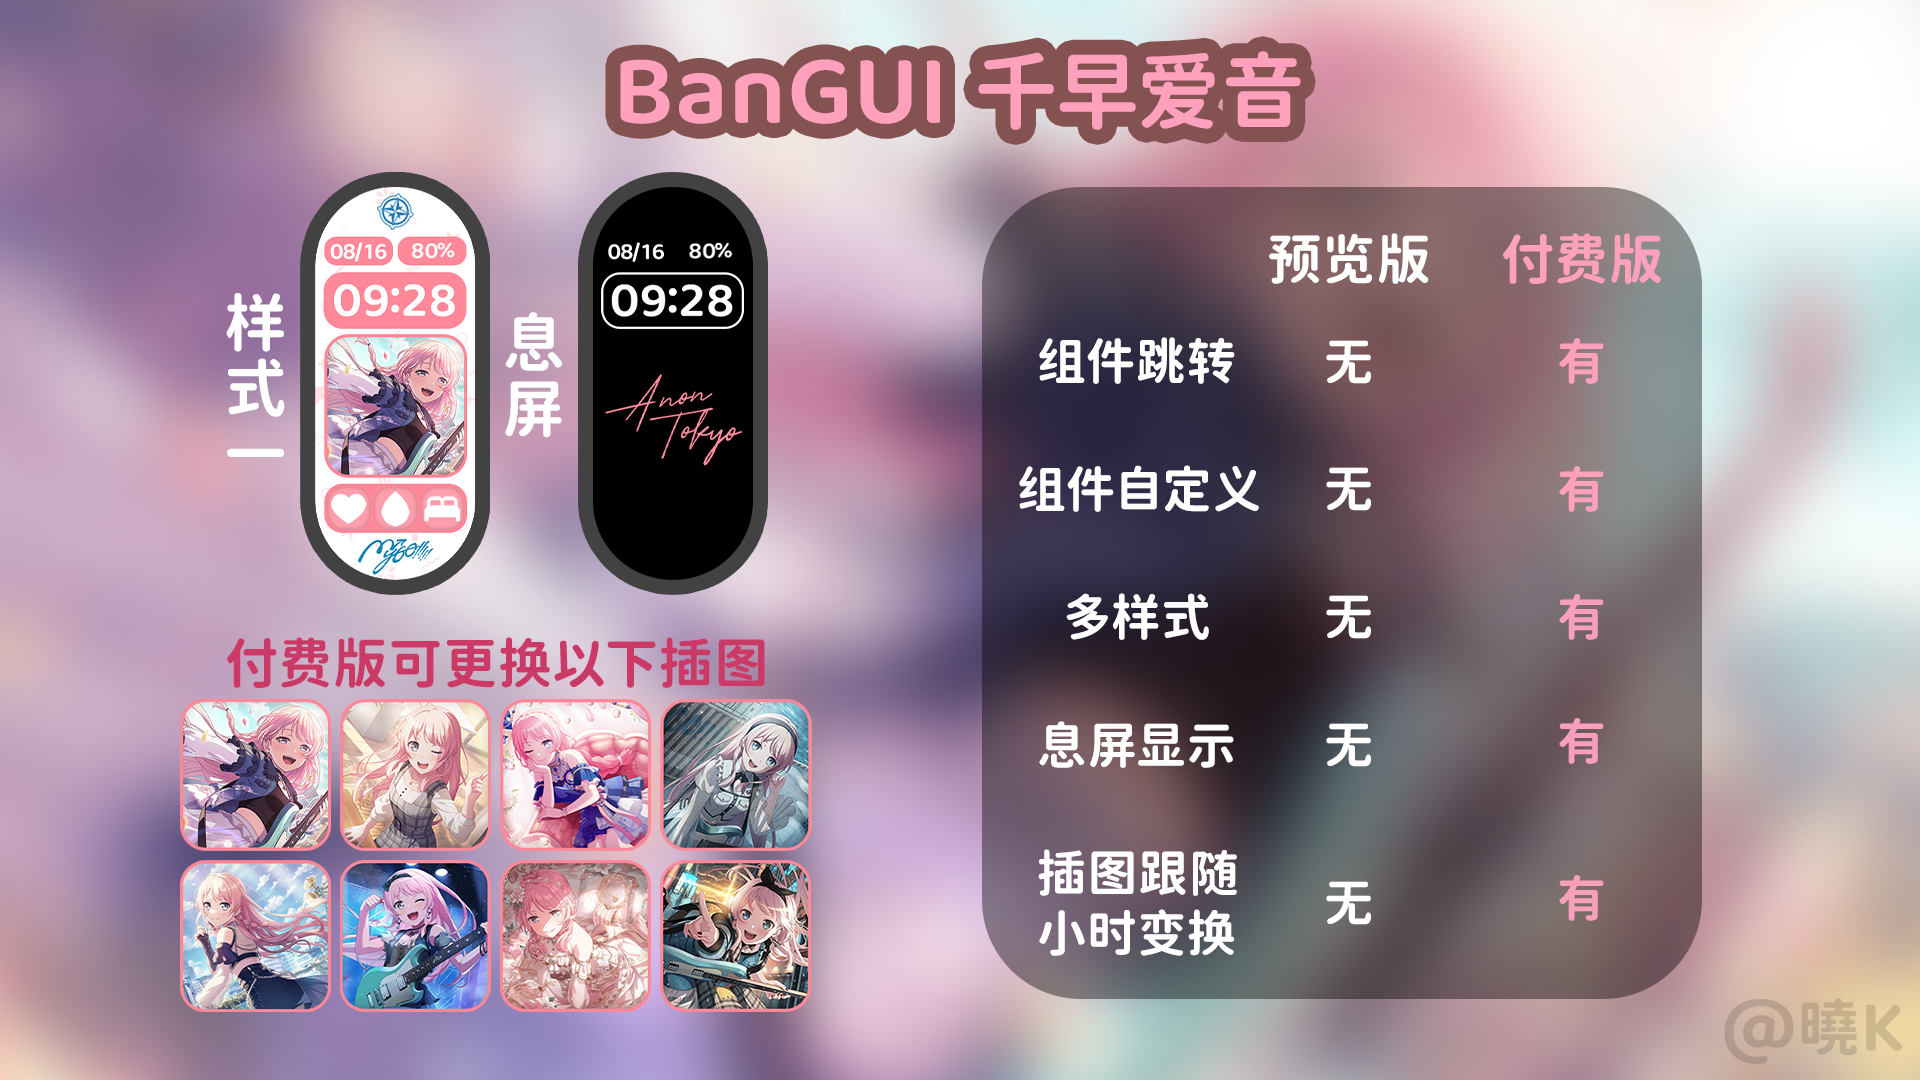 BanGUI 千早爱音
样式一
08/16 80%
09:28
MyGO!!!!!
息屏
08/16 80%
09:28
Anon
Tokyo
付费版可更换以下插图
预览版 付费版
组件跳转 无 有
组件自定义 无 有
多样式 无 有
息屏显示 无 有
插图跟随
小时变换 无 有
@曉K